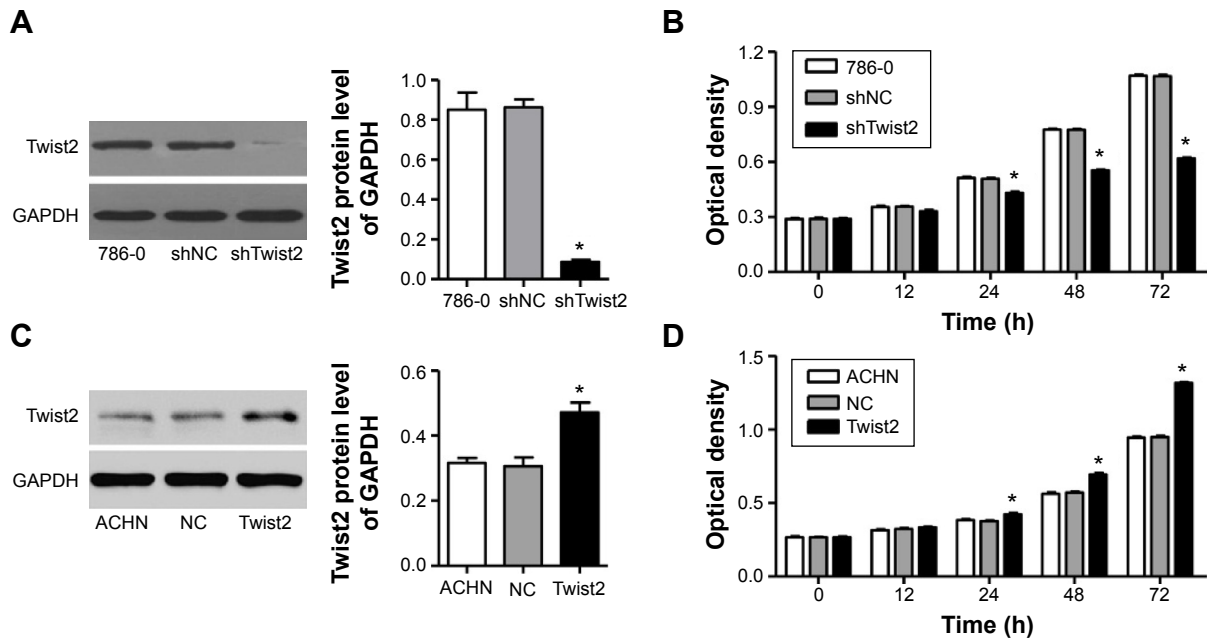 A
Twist2
GAPDH
786-0 shNC shTwist2
Twist2 protein level
of GAPDH
1.0
0.8
0.6
0.4
0.2
0.0
*
786-0 shNC shTwist2
B
Optical density
1.2
0.9
0.6
0.3
0.0
786-0
shNC
shTwist2
* * *
0 12 24 48 72
Time (h)
C
Twist2
GAPDH
ACHN NC Twist2
Twist2 protein level
of GAPDH
0.6
0.4
0.2
0.0
*
ACHN NC Twist2
D
Optical density
1.5
1.0
0.5
0.0
ACHN
NC
Twist2
* * *
0 12 24 48 72
Time (h)